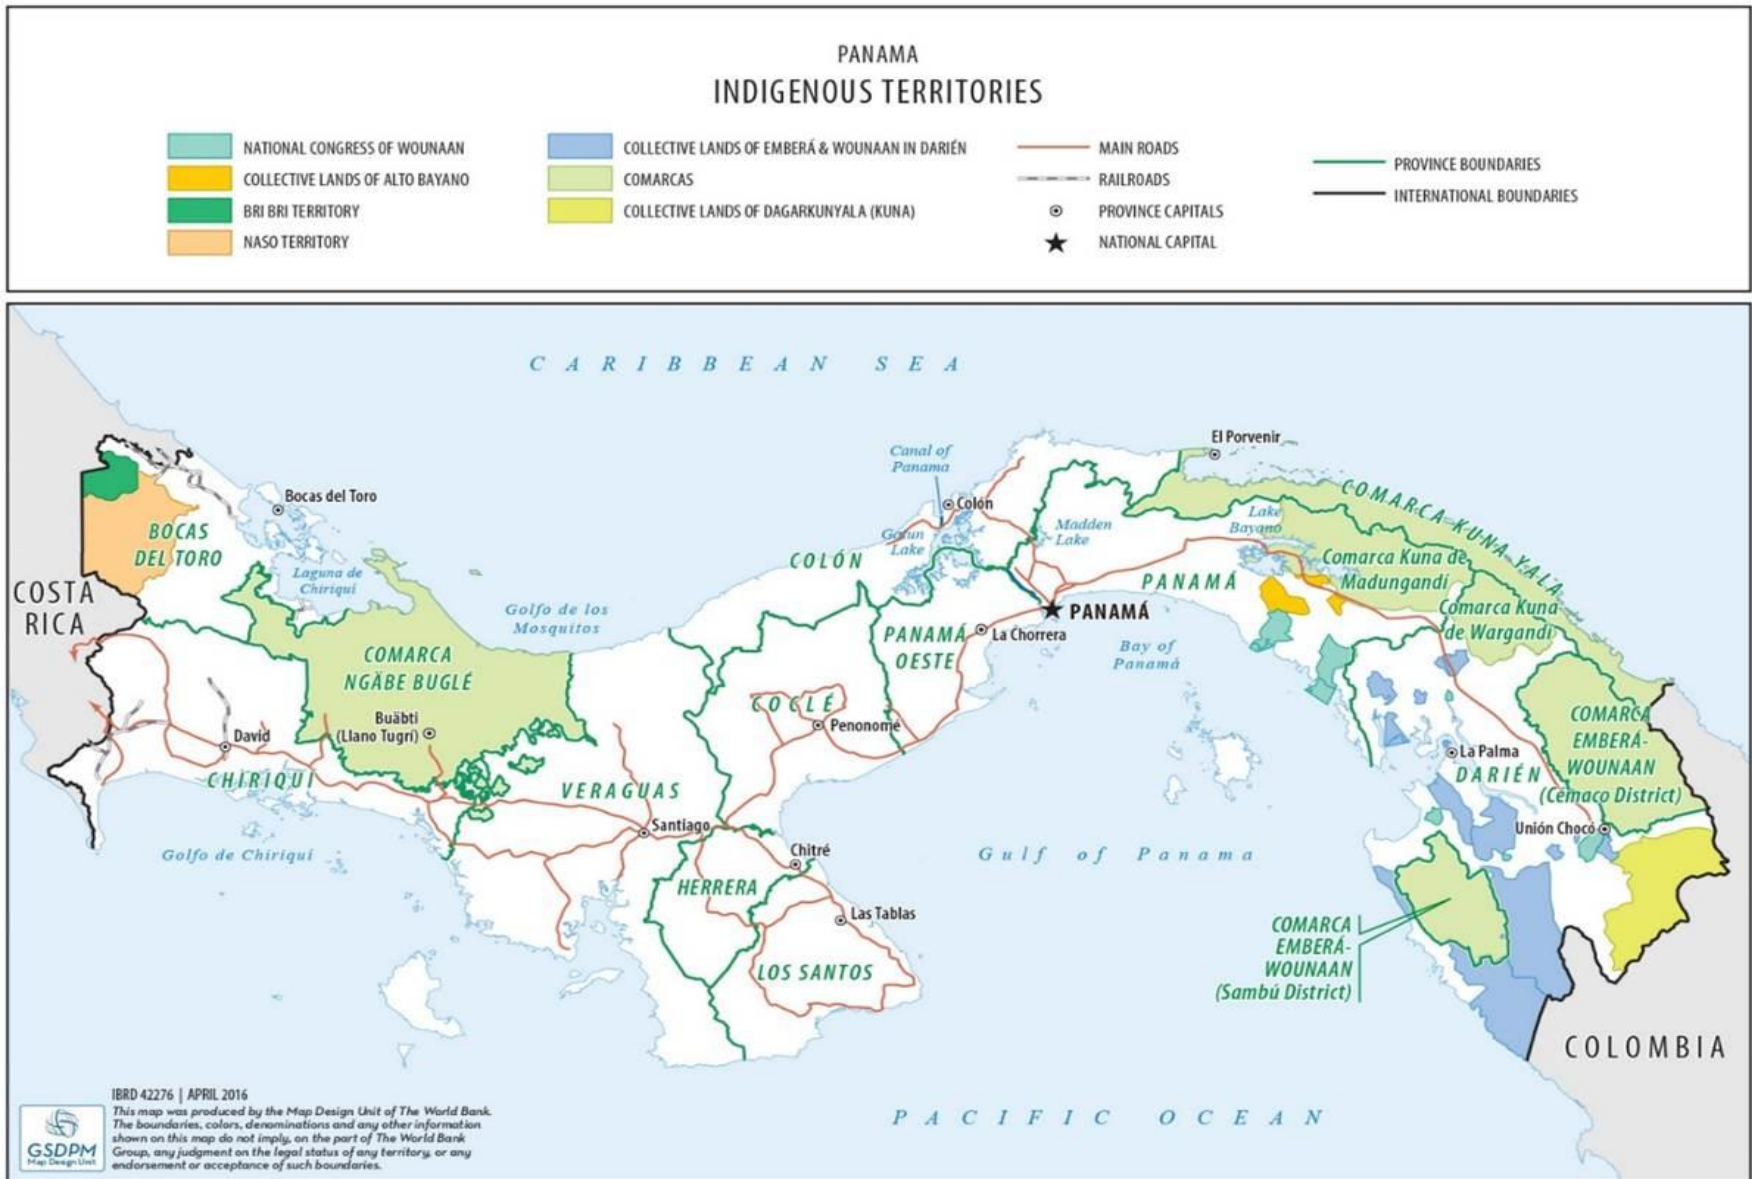 PANAMA
INDIGENOUS TERRITORIES
NATIONAL CONGRESS OF WOUNAAN
COLLECTIVE LANDS OF ALTO BAYANO
BRI BRI TERRITORY
NASO TERRITORY
COLLECTIVE LANDS OF EMBERÁ & WOUNAAN IN DARIÉN
COMARCAS
COLLECTIVE LANDS OF DAGARKUNYALA (KUNA)
MAIN ROADS
RAILROADS
PROVINCE CAPITALS
NATIONAL CAPITAL
PROVINCE BOUNDARIES
INTERNATIONAL BOUNDARIES
CARIBBEAN SEA
El Porvenir
Canal of
Panama
Bocas del Toro
Colón
COMARCA KUNA YALA
BOCAS
DEL TORO
Gatun
Lake
Madden
Lake
Lake
Bayano
COLÓN
Laguna de
Chiriquí
COSTA
RICA
PANAMÁ
Comarca Kuna de
Madungandí
Golfo de los
Mosquitos
PANAMÁ
Comarca Kuna
de Wargandi
PANAMÁ
OESTE
La Chorrera
Bay of
Panamá
COMARCA
NGÄBE BUGLÉ
Buäbti
(Llano Tugrí)
David
COCLÉ
Penonomé
COMARCA
EMBERÁ-
WOUNAAN
(Cémaco District)
La Palma
DARIÉN
CHIRIQUÍ
VERAGUAS
Santiago
Unión Chocó
Golfo de Chiriquí
Chitré
Gulf of Panama
HERRERA
Las Tablas
LOS SANTOS
COMARCA
EMBERÁ-
WOUNAAN
(Sambú District)
COLOMBIA
PACIFIC OCEAN
IBRD 42276 | APRIL 2016
This map was produced by the Map Design Unit of The World Bank.
The boundaries, colors, denominations and any other information
shown on this map do not imply, on the part of The World Bank
Group, any judgment on the legal status of any territory, or any
endorsement or acceptance of such boundaries.
GSDPM
Map Design Unit